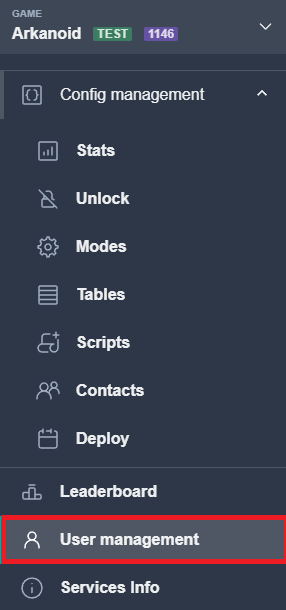 GAME
Arkanoid TEST 1146
Config management
Stats
Unlock
Modes
Tables
Scripts
Contacts
Deploy
Leaderboard
User management
Services Info